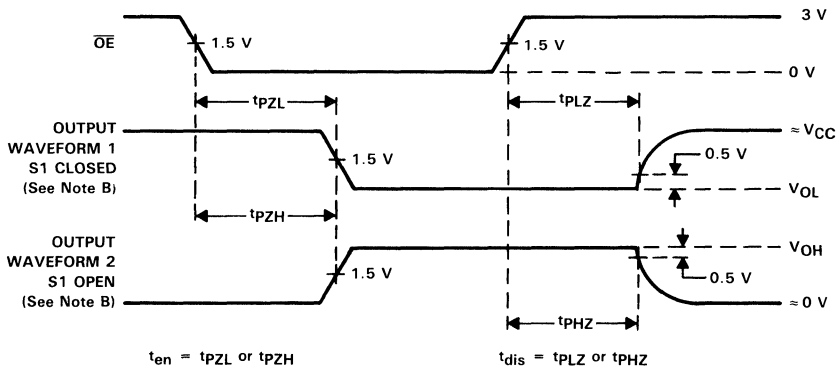 3 V
OE
1.5 V
1.5 V
0 V
tPZL
tPLZ
OUTPUT
WAVEFORM 1
S1 CLOSED
(See Note B)
≈ VCC
1.5 V
0.5 V
VOL
tPZH
OUTPUT
WAVEFORM 2
S1 OPEN
(See Note B)
VOH
1.5 V
0.5 V
≈ 0 V
tPHZ
ten = tPZL or tPZH
tdis = tPLZ or tPHZ